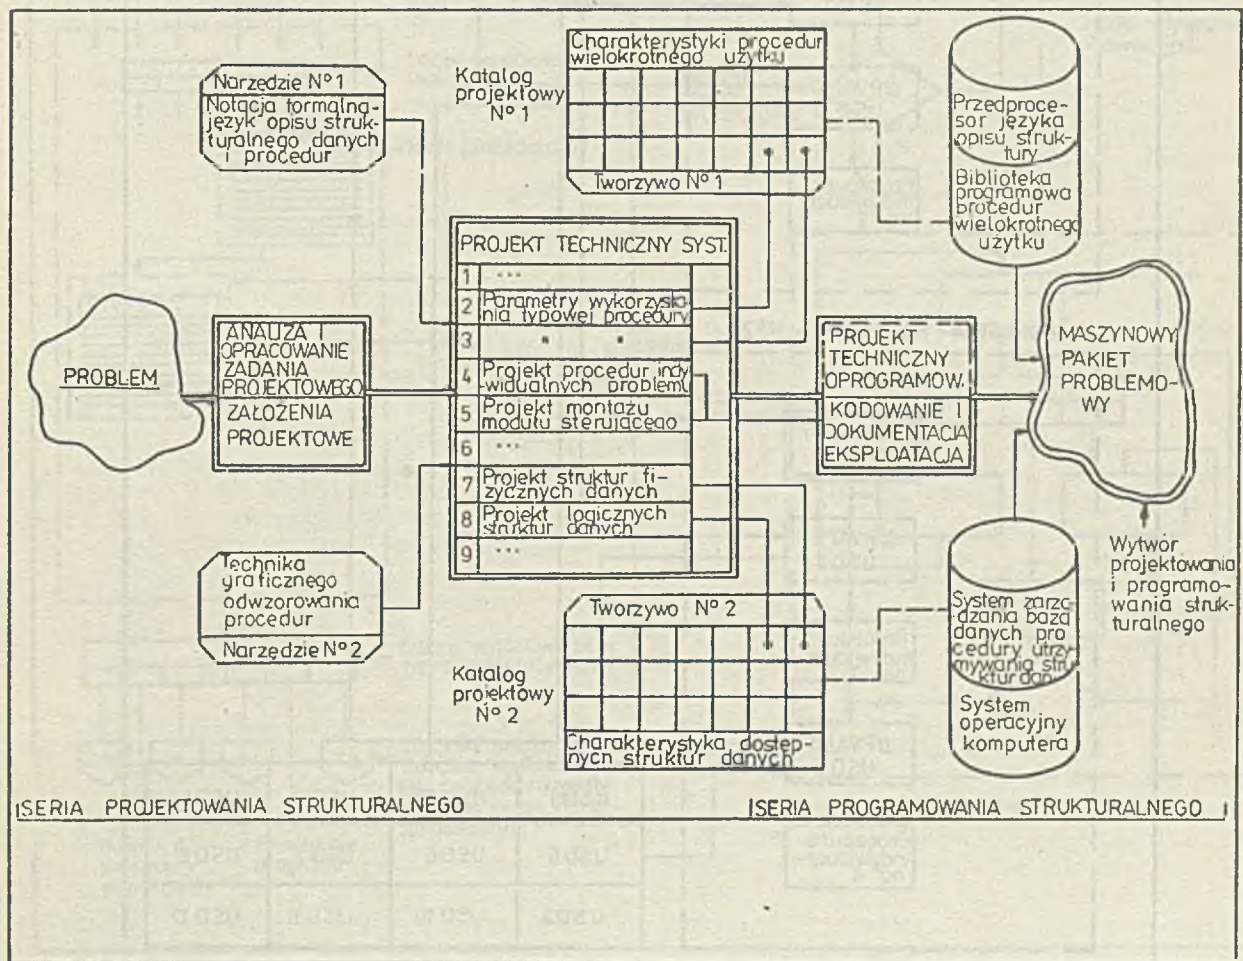 Narzędzie Nº 1
Notacja formalna-
język opisu struk-
turalnego danych
i procedur
Katalog
projektowy
Nº 1
Charakterystyki procedur
wielokrotnego użytku
Tworzywo Nº 1
Przedproce-
sor języka
opisu struk-
tury
Biblioteka
programowa
procedur
wielokrotnego
użytku
PROBLEM
ANALIZA I
OPRACOWANIE
ZADANIA
PROJEKTOWEGO
ZAŁOŻENIA
PROJEKTOWE
PROJEKT TECHNICZNY SYST.
1 ...
2 Parametry wykorzysta-
nia typowej procedury
3 " "
4 Projekt procedur indy-
-widualnych problemu
5 Projekt montażu
modułu sterującego
6 ...
7 Projekt struktur fi-
zycznych danych
8 Projekt logicznych
struktur danych
9 ...
PROJEKT
TECHNICZNY
OPROGRAMOW.
KODOWANIE I
DOKUMENTACJA
EKSPLOATACJA
MASZYNOWY
PAKIET
PROBLEMO-
WY
Technika
graficznego
odwzorowania
procedur
Narzędzie Nº 2
Katalog
projektowy
Nº 2
Tworzywo Nº 2
Charakterystyka dostęp-
nych struktur danych
System zarzą-
dzania bazą
danych pro
cedury utrzy-
mywania stru
ktur dan.
System
operacyjny
komputera
Wytwór
projektowania
i programo-
wania struk-
turalnego
SERIA PROJEKTOWANIA STRUKTURALNEGO
SERIA PROGRAMOWANIA STRUKTURALNEGO